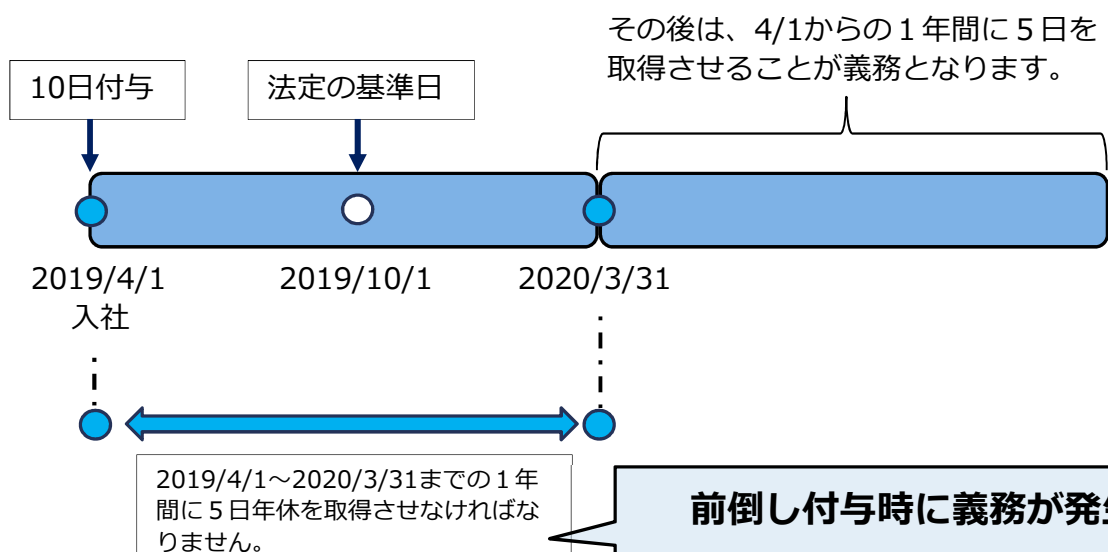 その後は、4/1からの１年間に５日を
取得させることが義務となります。
10日付与
法定の基準日
2019/4/1
入社
2019/10/1
2020/3/31
2019/4/1～2020/3/31までの１年
間に５日年休を取得させなければな
りません。
前倒し付与時に義務が発